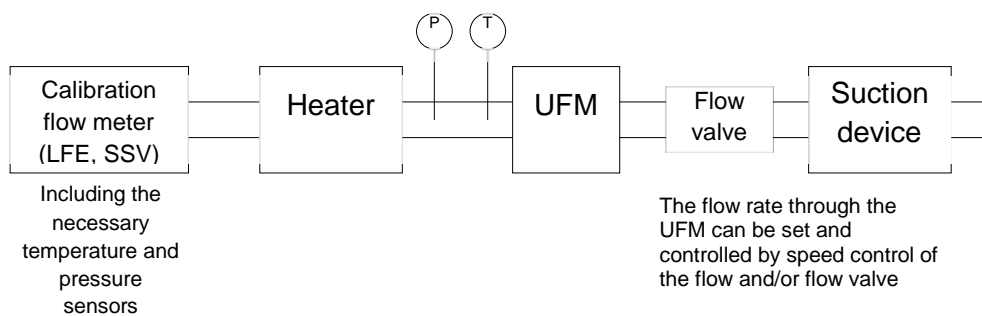 P
T
Calibration
flow meter
(LFE, SSV)
Heater
UFM
Flow
valve
Suction
device
Including the
necessary
temperature and
pressure
sensors
The flow rate through the
UFM can be set and
controlled by speed control of
the flow and/or flow valve